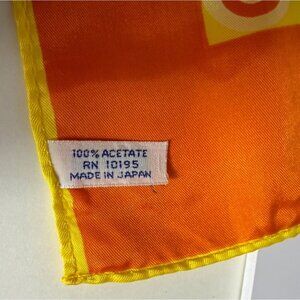 100% ACETATE
RN 10195
MADE IN JAPAN